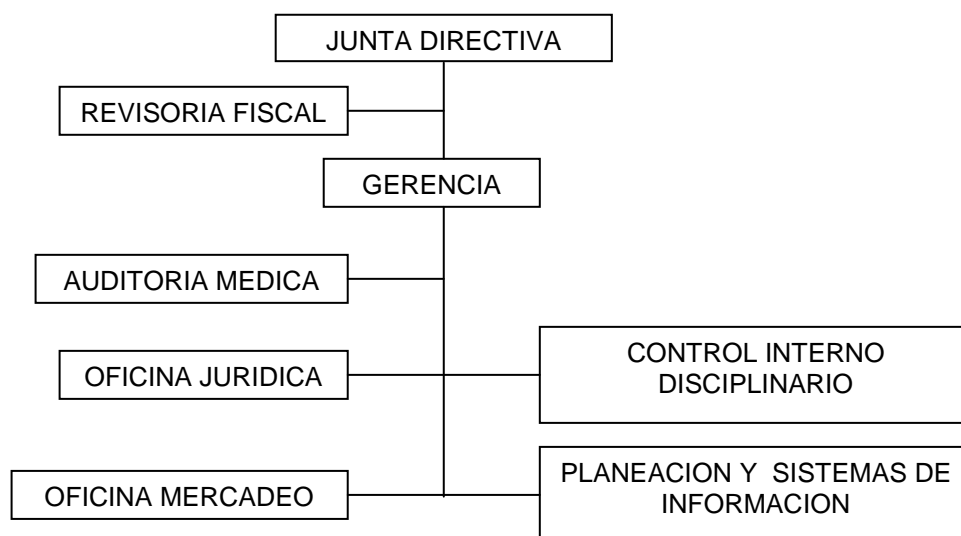 JUNTA DIRECTIVA
REVISORIA FISCAL
GERENCIA
AUDITORIA MEDICA
OFICINA JURIDICA
CONTROL INTERNO
DISCIPLINARIO
OFICINA MERCADEO
PLANEACION Y SISTEMAS DE
INFORMACION